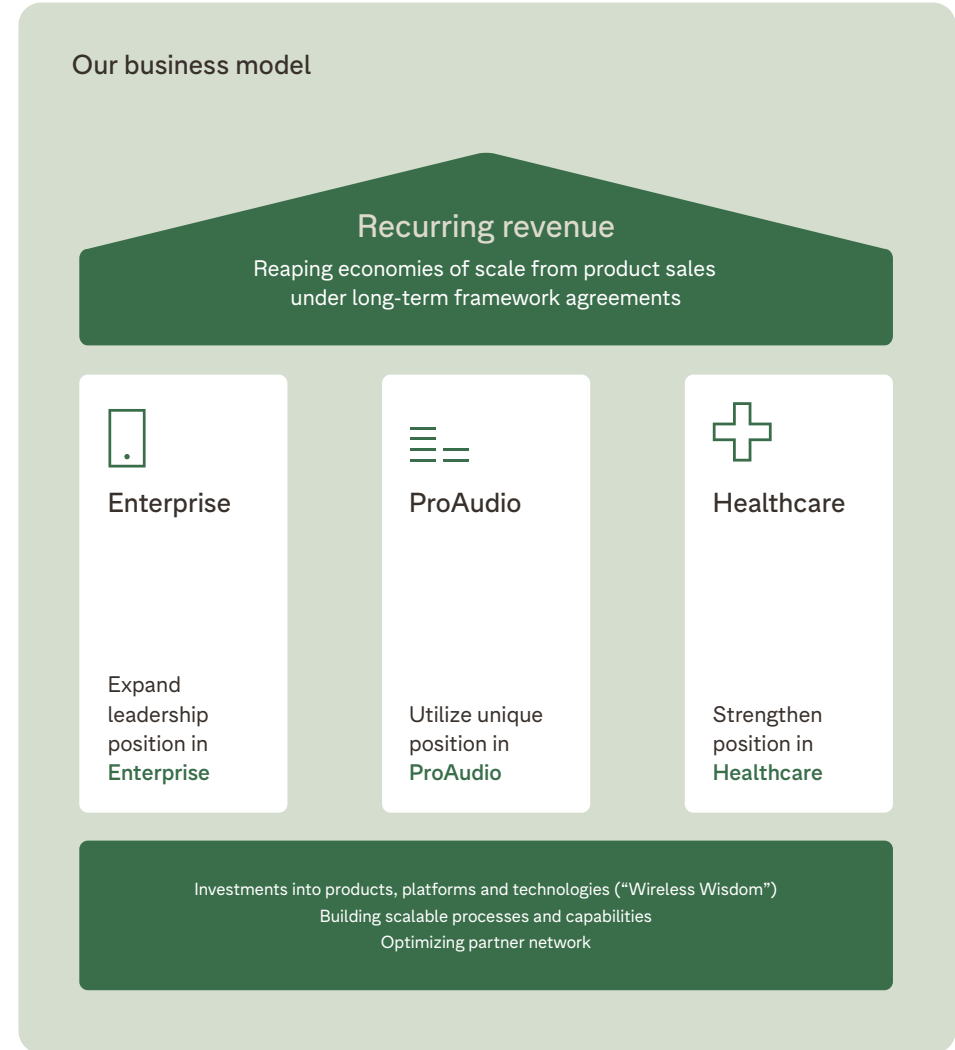 Our business model
Recurring revenue
Reaping economies of scale from product sales
under long-term framework agreements
Enterprise
Expand
leadership
position in
Enterprise
ProAudio
Utilize unique
position in
ProAudio
Healthcare
Strengthen
position in
Healthcare
Investments into products, platforms and technologies (“Wireless Wisdom”)
Building scalable processes and capabilities
Optimizing partner network